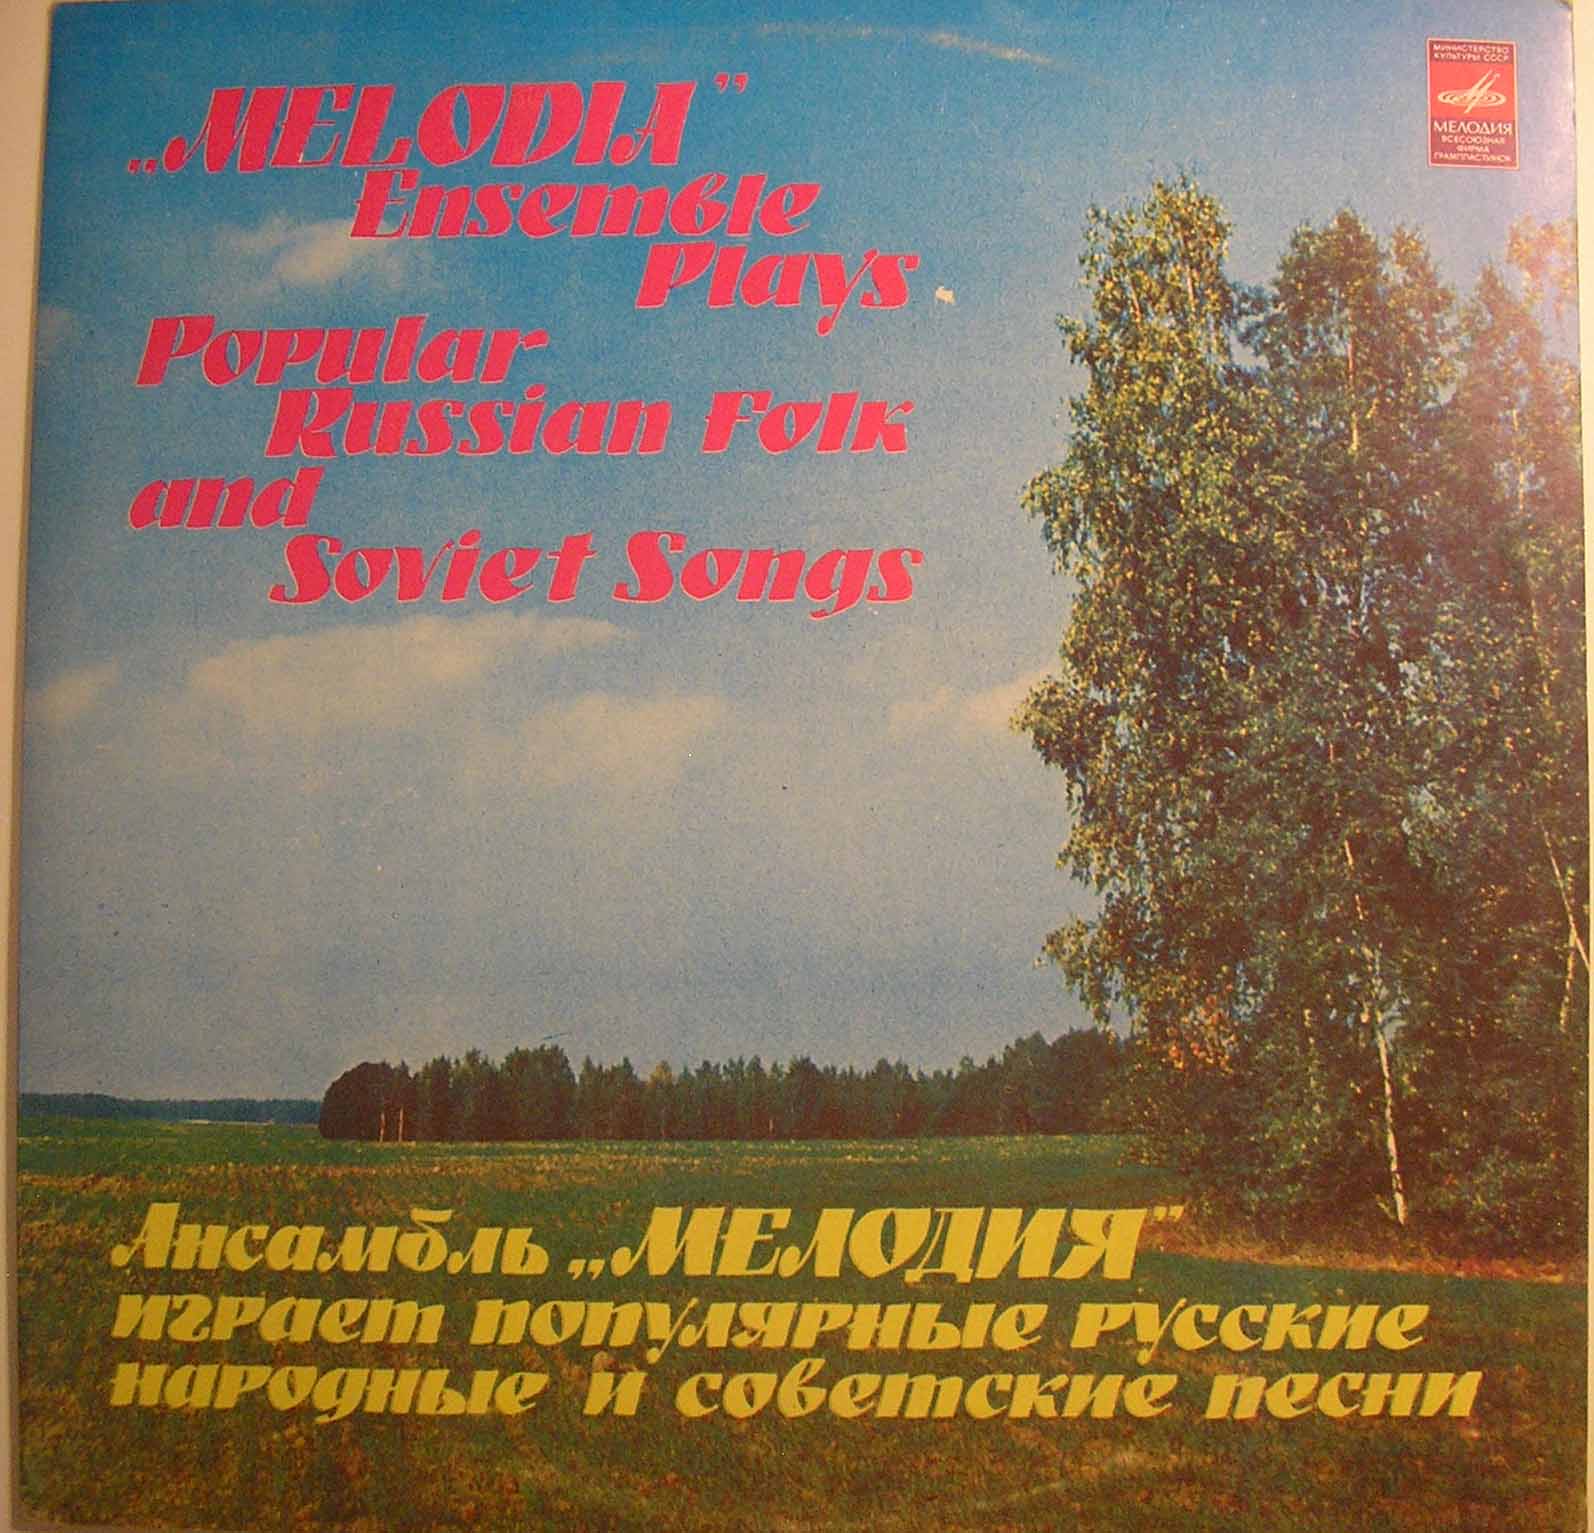 „MELODIA”
Ensemble
Plays
Popular
Russian Folk
and
Soviet Songs
МИНИСТЕРСТВО
КУЛЬТУРЫ СССР
МЕЛОДИЯ
ВСЕСОЮЗНАЯ
ФИРМА
ГРАМПЛАСТИНОК
Ансамбль „МЕЛОДИЯ”
играет популярные русские
народные и советские песни